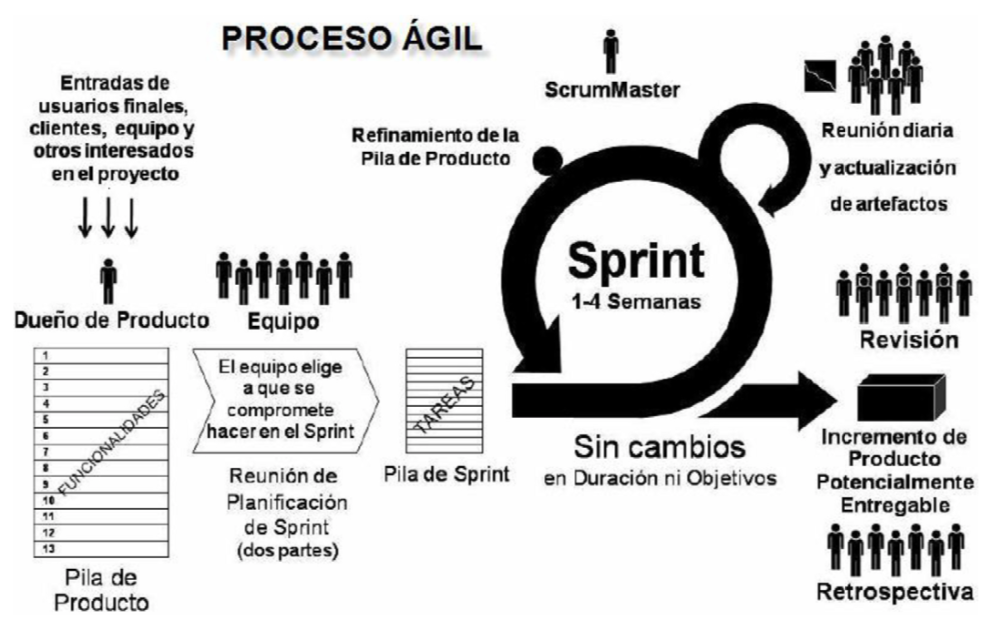 PROCESO ÁGIL
Entradas de
usuarios finales,
clientes, equipo y
otros interesados
en el proyecto
Dueño de Producto
1
2
3
4
5
6
7
8
9
10
11
12
13
FUNCIONALIDADES
Pila de
Producto
Equipo
El equipo elige
a que se
compromete
hacer en el Sprint
Reunión de
Planificación
de Sprint
(dos partes)
TAREAS
Pila de Sprint
Refinamiento de la
Pila de Producto
ScrumMaster
Sprint
1-4 Semanas
Sin cambios
en Duración ni Objetivos
Reunión diaria
y actualización
de artefactos
Revisión
Incremento de
Producto
Potencialmente
Entregable
Retrospectiva